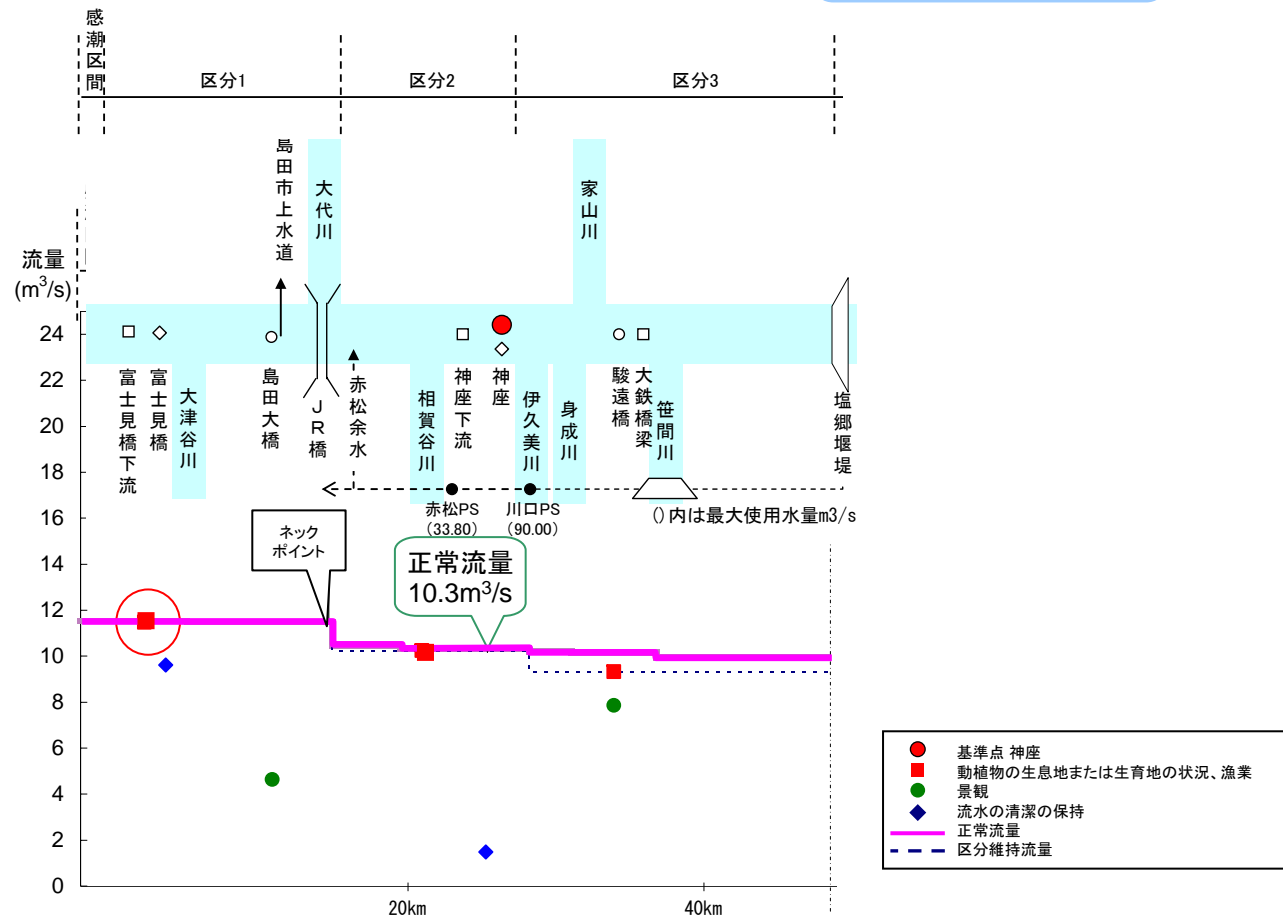 感潮区間
区分1
区分2
区分3
島田市上水道
大代川
家山川
流量
(m³/s)
24
22
20
18
16
14
12
10
8
6
4
2
0
富士見橋下流
富士見橋
大津谷川
島田大橋
JR橋
赤松余水
相賀谷川
神座下流
神座
伊久美川
身成川
駿遠橋
大鉄橋梁
笹間川
塩郷堰堤
赤松PS
(33.80)
川口PS
(90.00)
()内は最大使用水量m3/s
ネック
ポイント
正常流量
10.3m³/s
20km
40km
基準点 神座
動植物の生息地または生育地の状況、漁業
景観
流水の清潔の保持
正常流量
区分維持流量